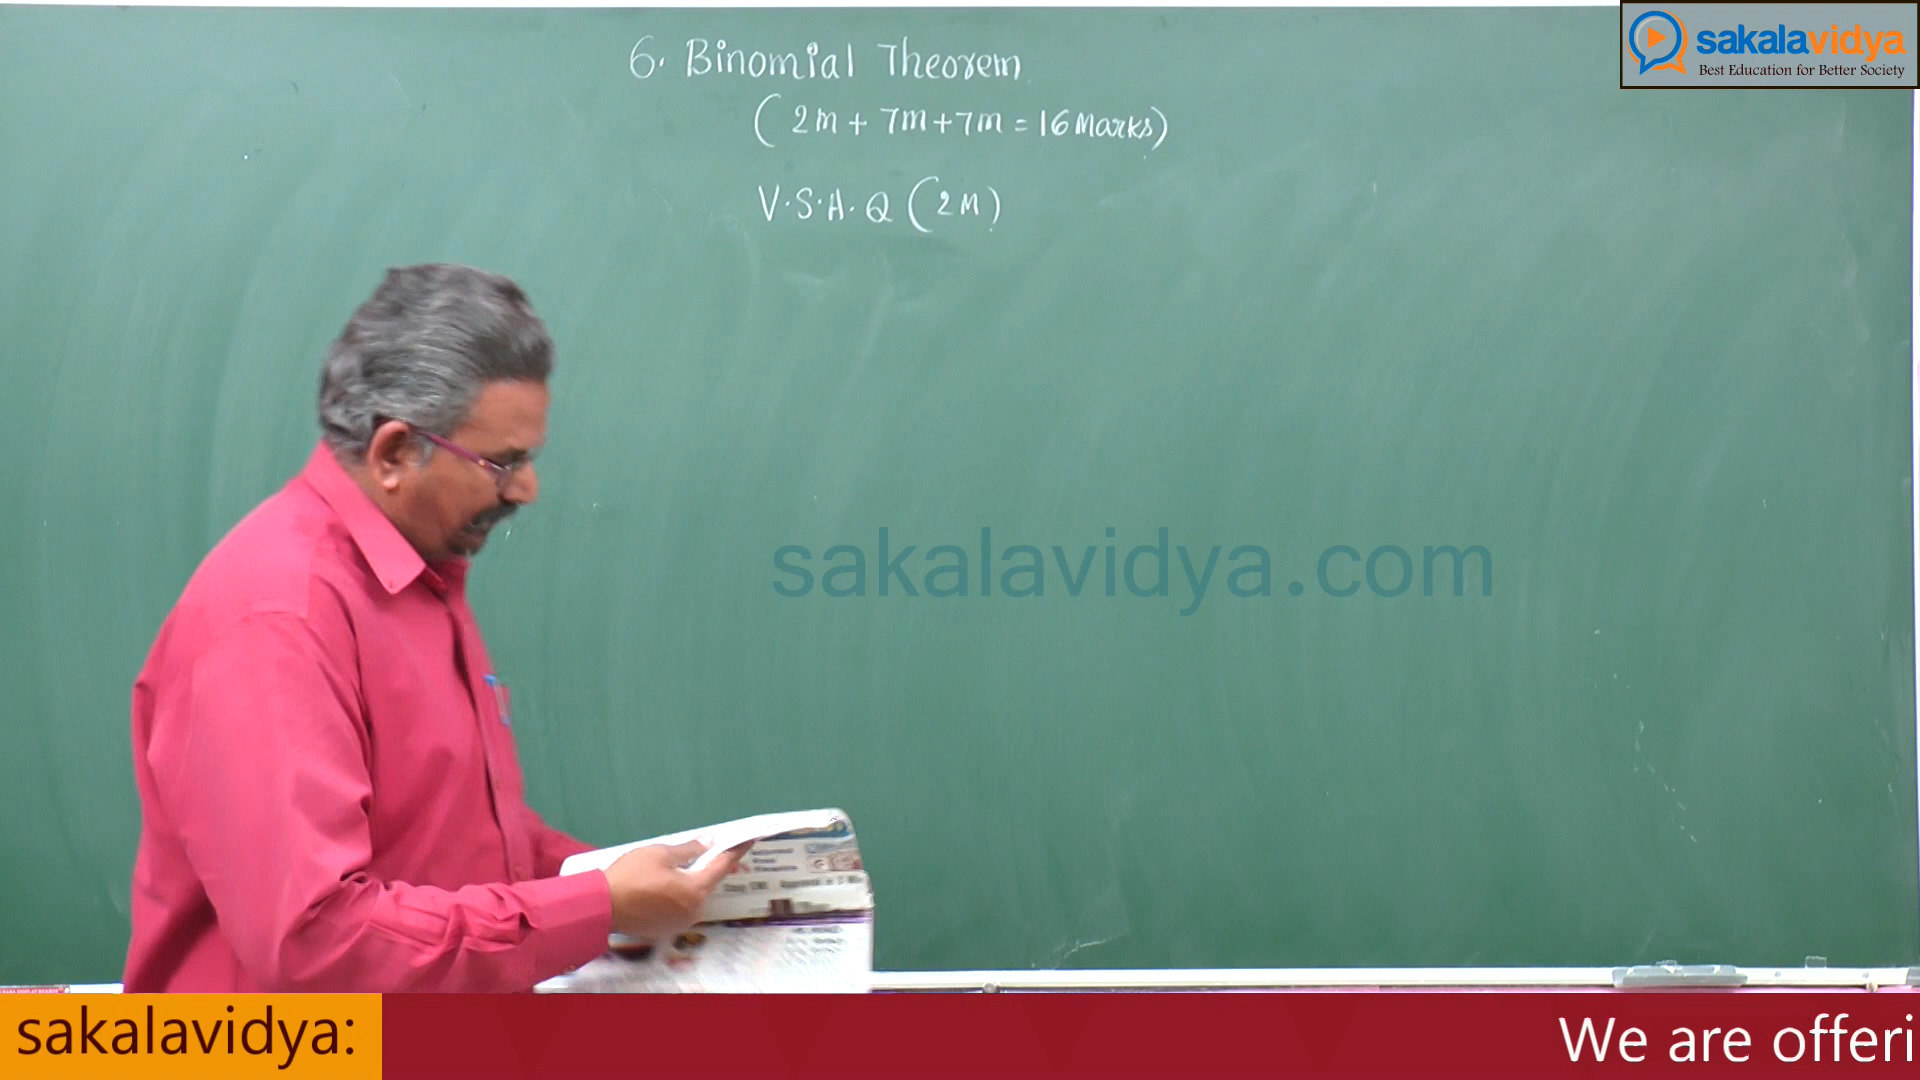 6. Binomial Theorem
(2m + 7m + 7m = 16 Marks)
V.S.A.Q (2M)
sakalavidya
Best Education for Better Society
sakalavidya.com
sakalavidya:
We are offeri